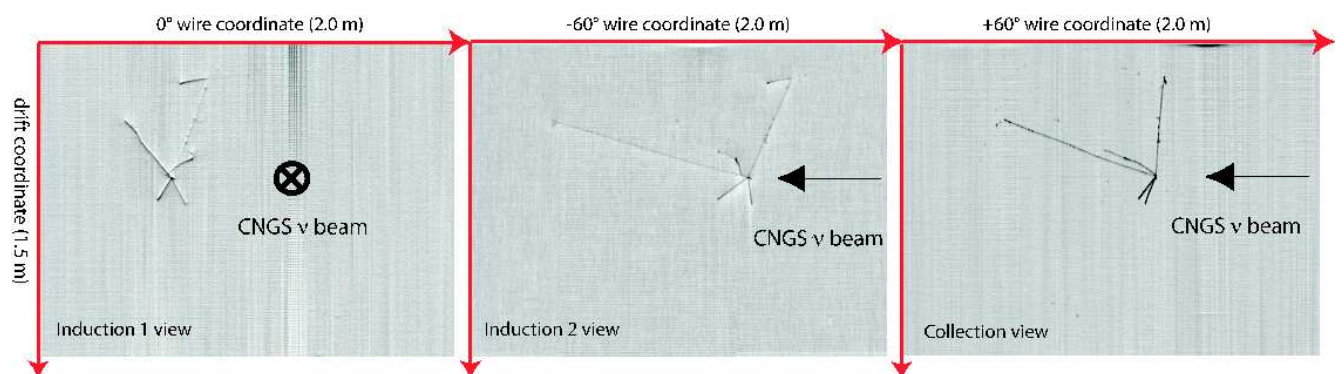 0° wire coordinate (2.0 m)
-60° wire coordinate (2.0 m)
+60° wire coordinate (2.0 m)
drift coordinate (1.5 m)
CNGS ν beam
CNGS ν beam
CNGS ν beam
Induction 1 view
Induction 2 view
Collection view